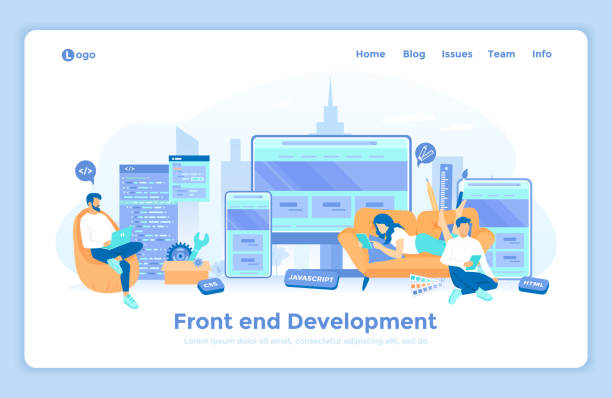 Logo
Home Blog Issues Team Info
</>
</>
CSS
JAVASCRIPT
HTML
Front end Development
Lorem ipsum dolor sit amet, consectetur adipiscing elit, sed do